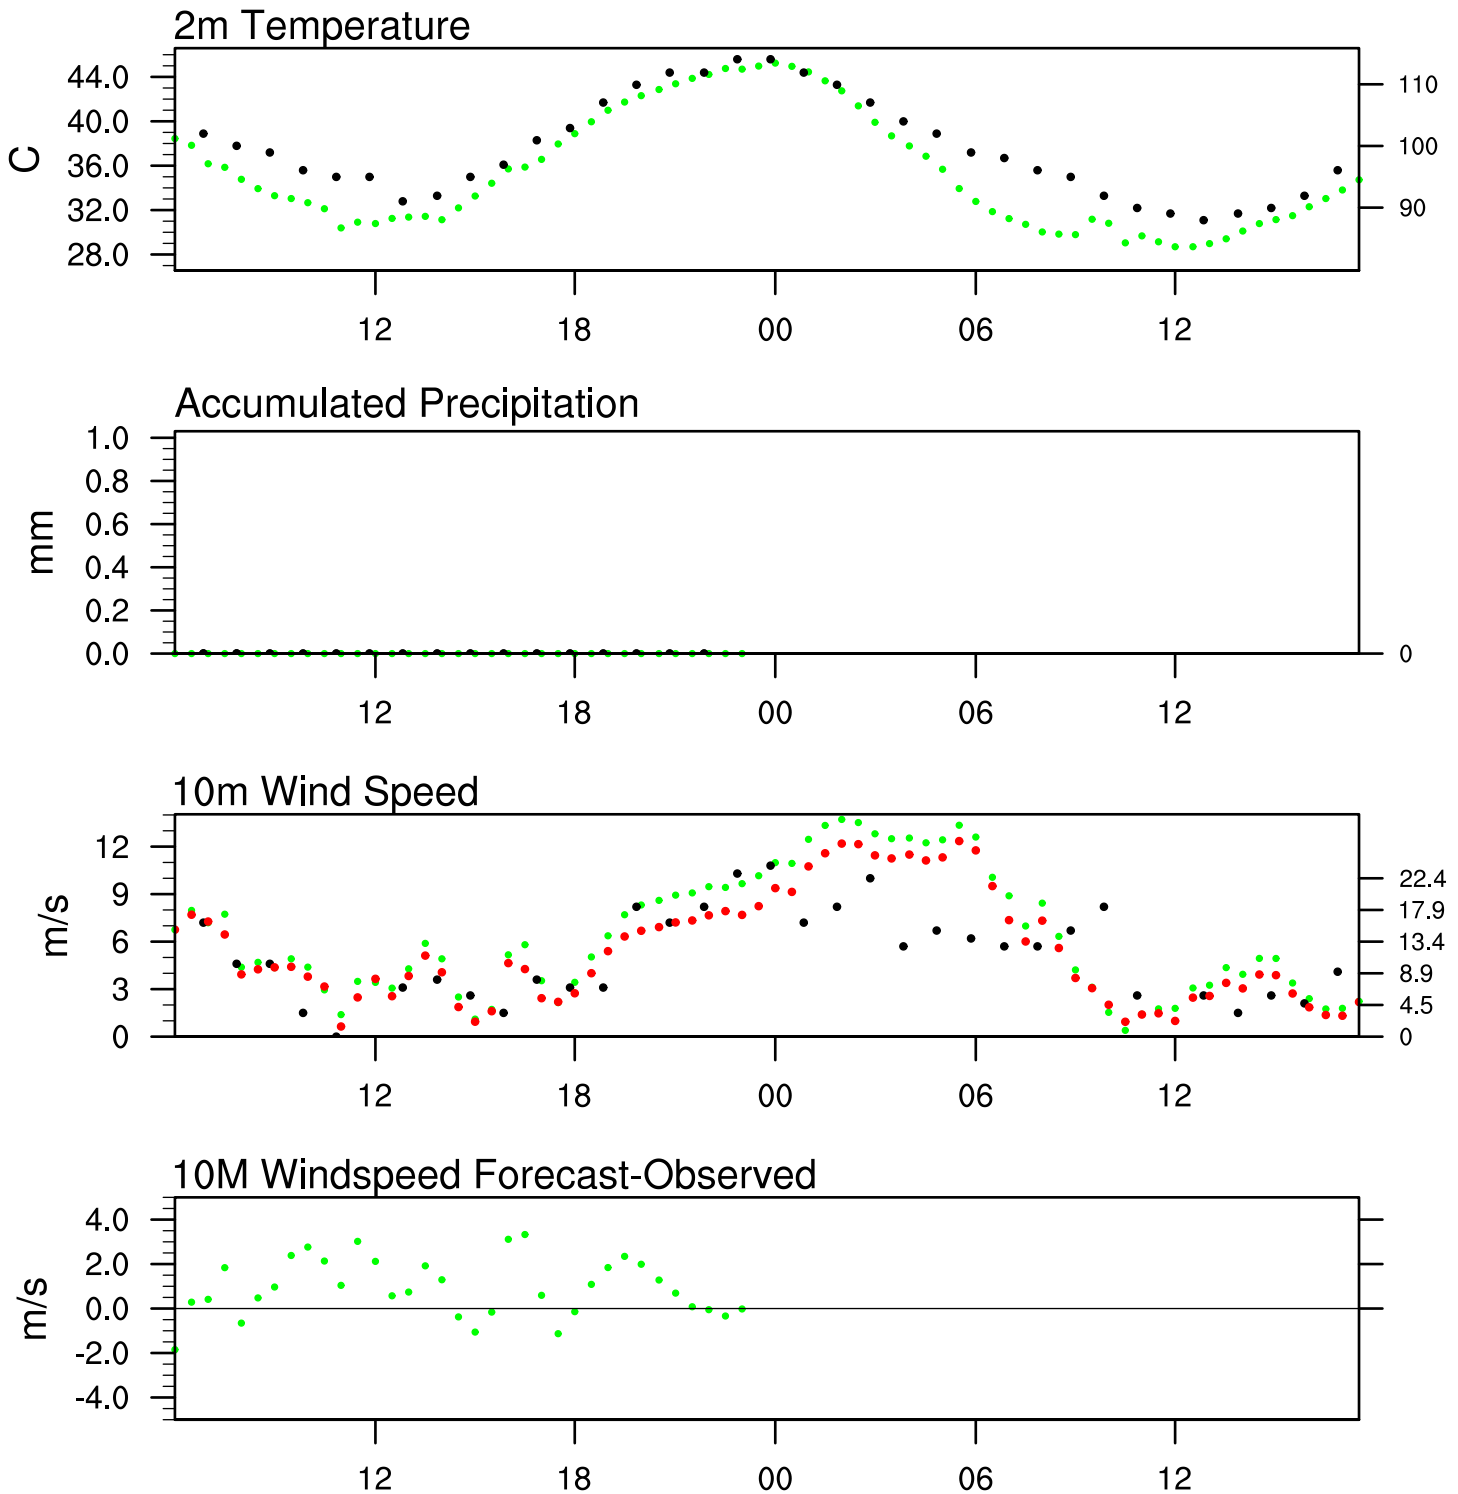 2m Temperature
44.0
40.0
36.0
32.0
28.0
C
110
100
90
12 18 00 06 12
Accumulated Precipitation
1.0
0.8
0.6
0.4
0.2
0.0
mm
0
12 18 00 06 12
10m Wind Speed
12
9
6
3
0
m/s
22.4
17.9
13.4
8.9
4.5
0
12 18 00 06 12
10M Windspeed Forecast-Observed
4.0
2.0
0.0
-2.0
-4.0
m/s
12 18 00 06 12